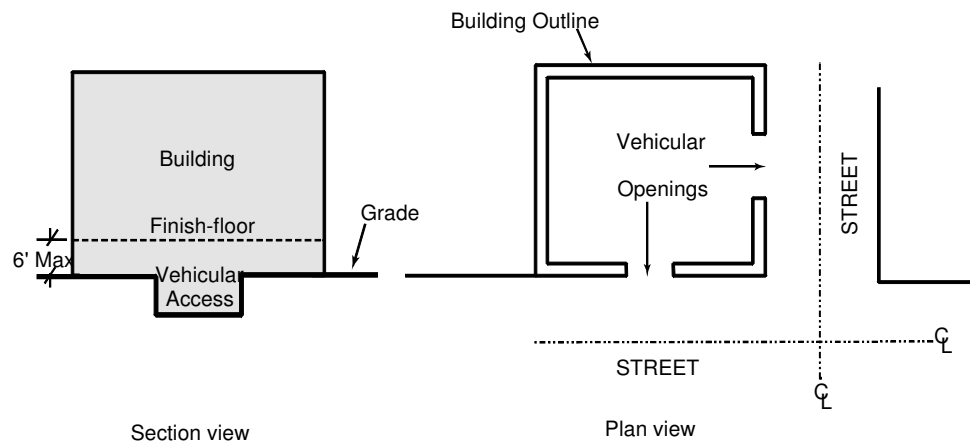 Building Outline
Building
Finish-floor
6' Max
Vehicular
Access
Grade
Section view
Vehicular
Openings
STREET
STREET
CL
CL
Plan view